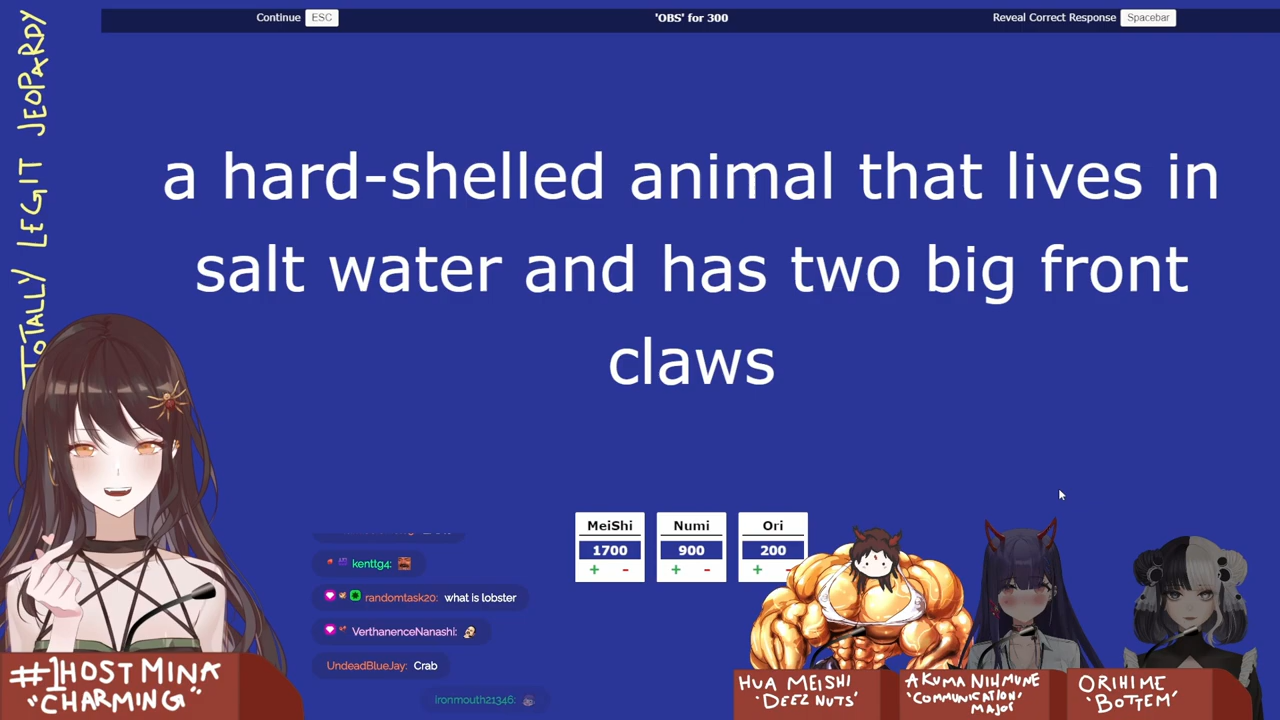 Continue ESC
'OBS' for 300
Reveal Correct Response Spacebar
TOTALLY LEGIT JEOPARDY
a hard-shelled animal that lives in
salt water and has two big front
claws
MeiShi
1700
+ -
Numi
900
+ -
Ori
200
+ -
kenttg4:
randomtask20: what is lobster
VerthanenceNanashi:
UndeadBlueJay: Crab
ironmouth21346:
#1HOST MINA
"CHARMING"
HUA MEISHI
"DEEZ NUTS"
AKUMA NIHMUNE
"COMMUNICATION"
MAJOR
ORIHIME
"BOTTEM"